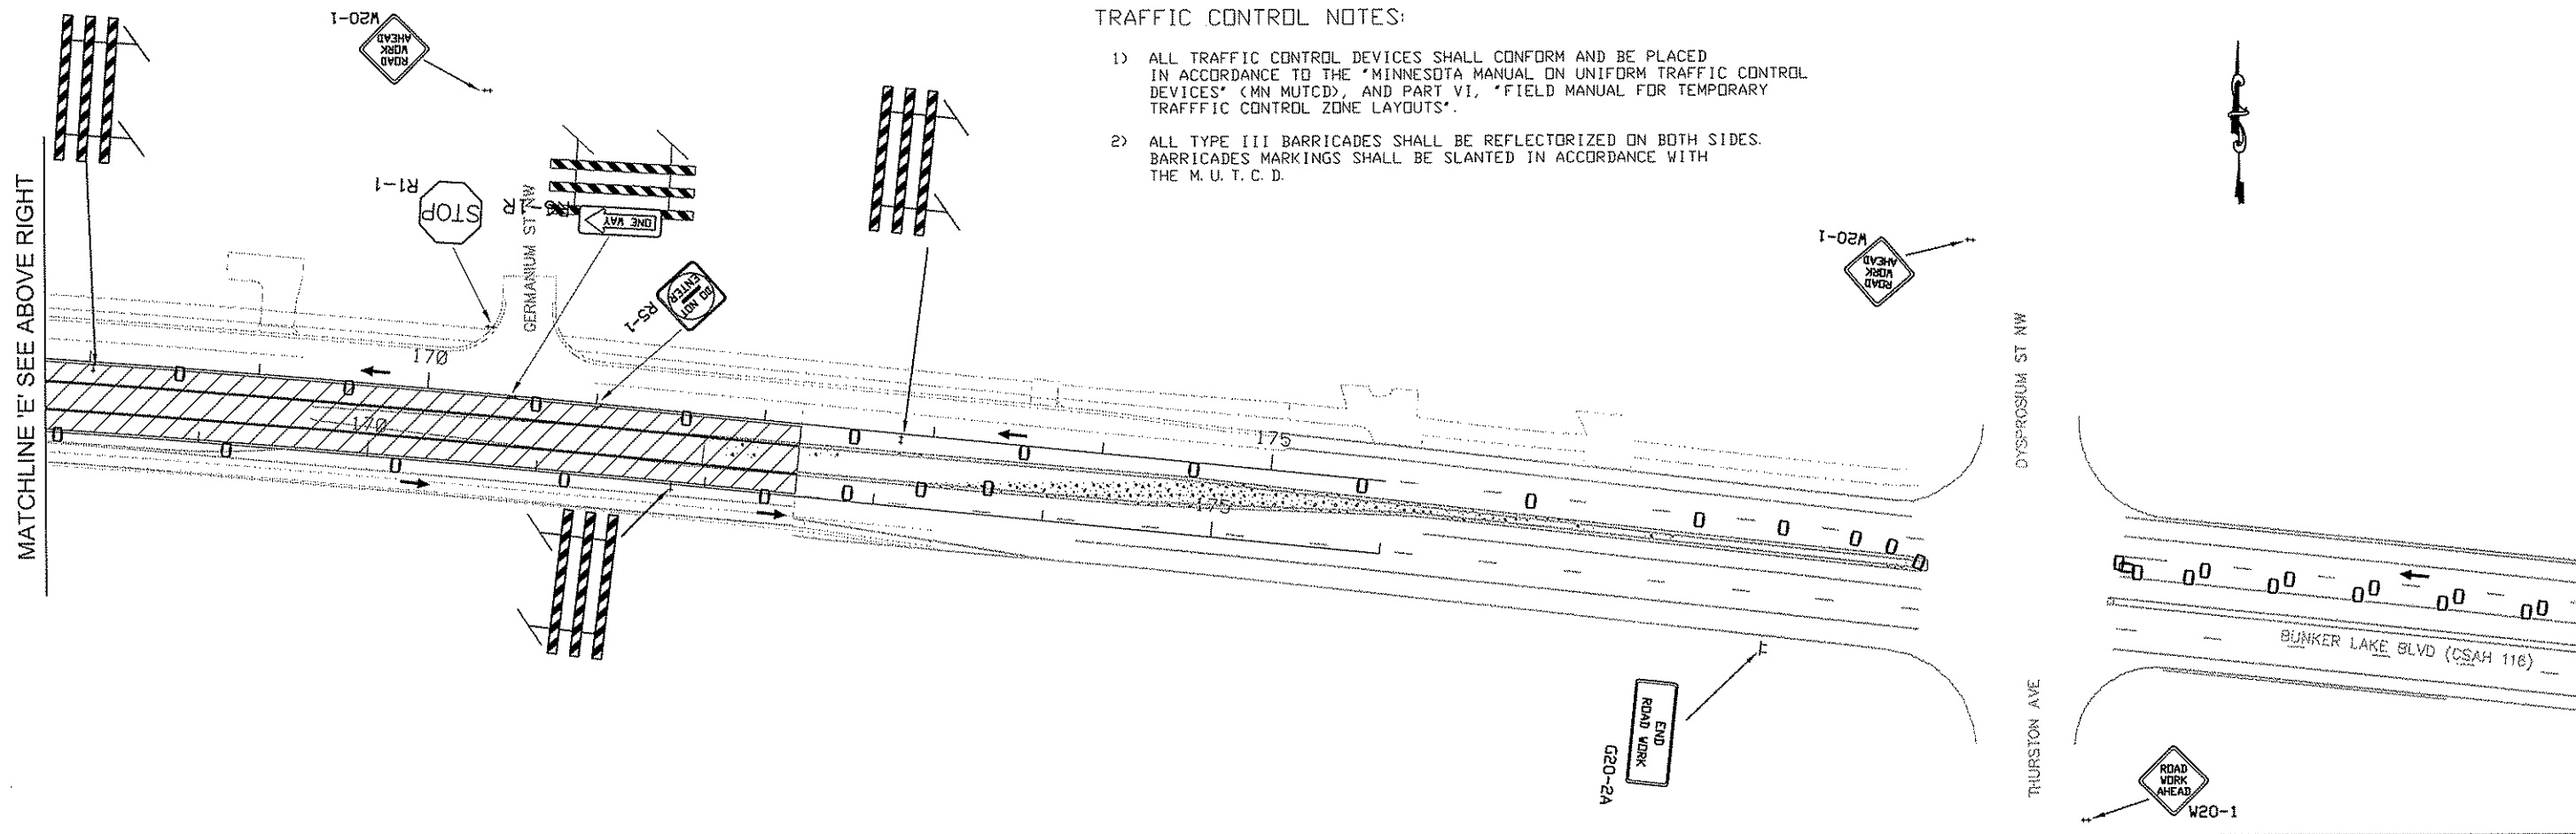 TRAFFIC CONTROL NOTES:
1) ALL TRAFFIC CONTROL DEVICES SHALL CONFORM AND BE PLACED
IN ACCORDANCE TO THE "MINNESOTA MANUAL ON UNIFORM TRAFFIC CONTROL
DEVICES" (MN MUTCD), AND PART VI, "FIELD MANUAL FOR TEMPORARY
TRAFFFIC CONTROL ZONE LAYOUTS".
2) ALL TYPE III BARRICADES SHALL BE REFLECTORIZED ON BOTH SIDES.
BARRICADES MARKINGS SHALL BE SLANTED IN ACCORDANCE WITH
THE M. U. T. C. D.
MATCHLINE 'E' SEE ABOVE RIGHT
W20-1
ROAD
WORK
AHEAD
R1-1
STOP
GERMANIUM ST NW
ONE WAY
DO NOT
ENTER
R5-1
170
170
175
175
W20-1
ROAD
WORK
AHEAD
DYSPROSIUM ST NW
THURSTON AVE
BUNKER LAKE BLVD (CSAH 116)
END
ROAD WORK
G20-2A
ROAD
WORK
AHEAD
W20-1